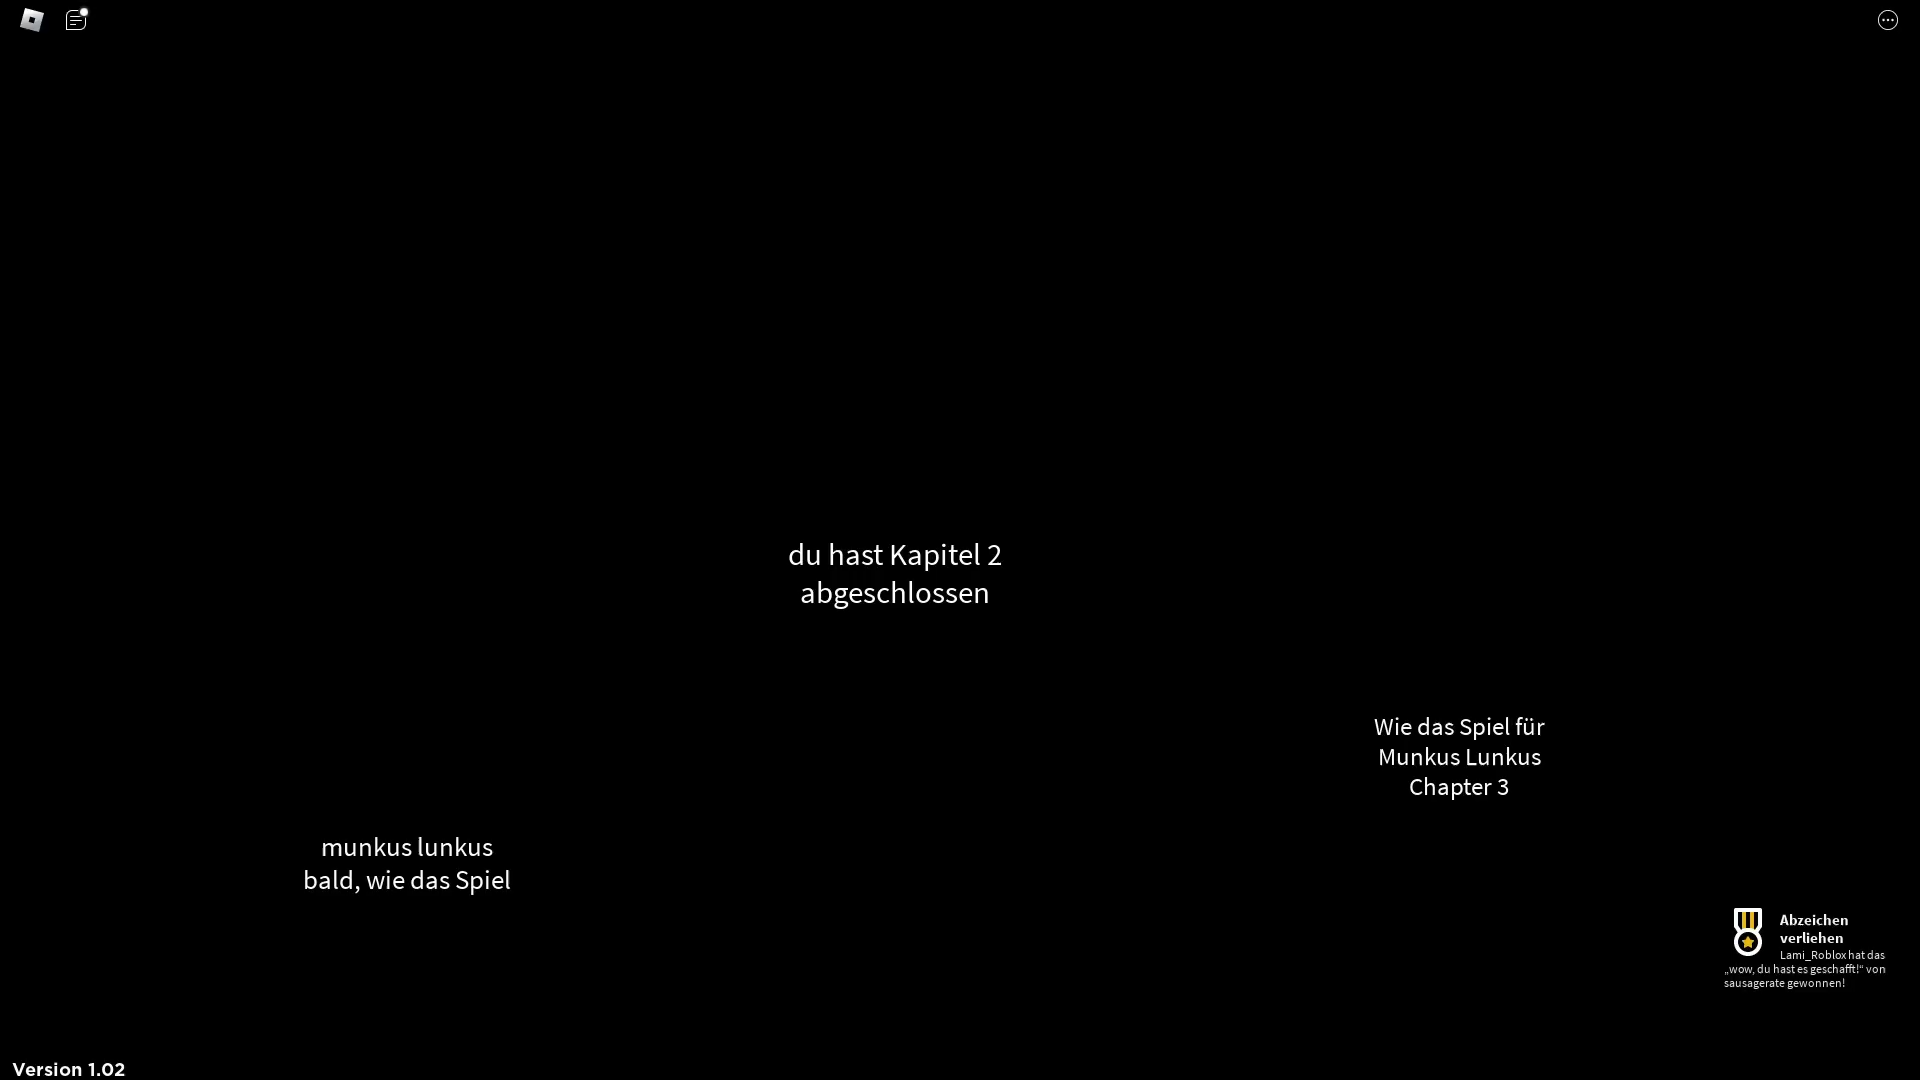 du hast Kapitel 2
abgeschlossen
Wie das Spiel für
Munkus Lunkus
Chapter 3
munkus lunkus
bald, wie das Spiel
Abzeichen
verliehen
Lami_Roblox hat das
„wow, du hast es geschafft!“ von
sausagerate gewonnen!
Version 1.02